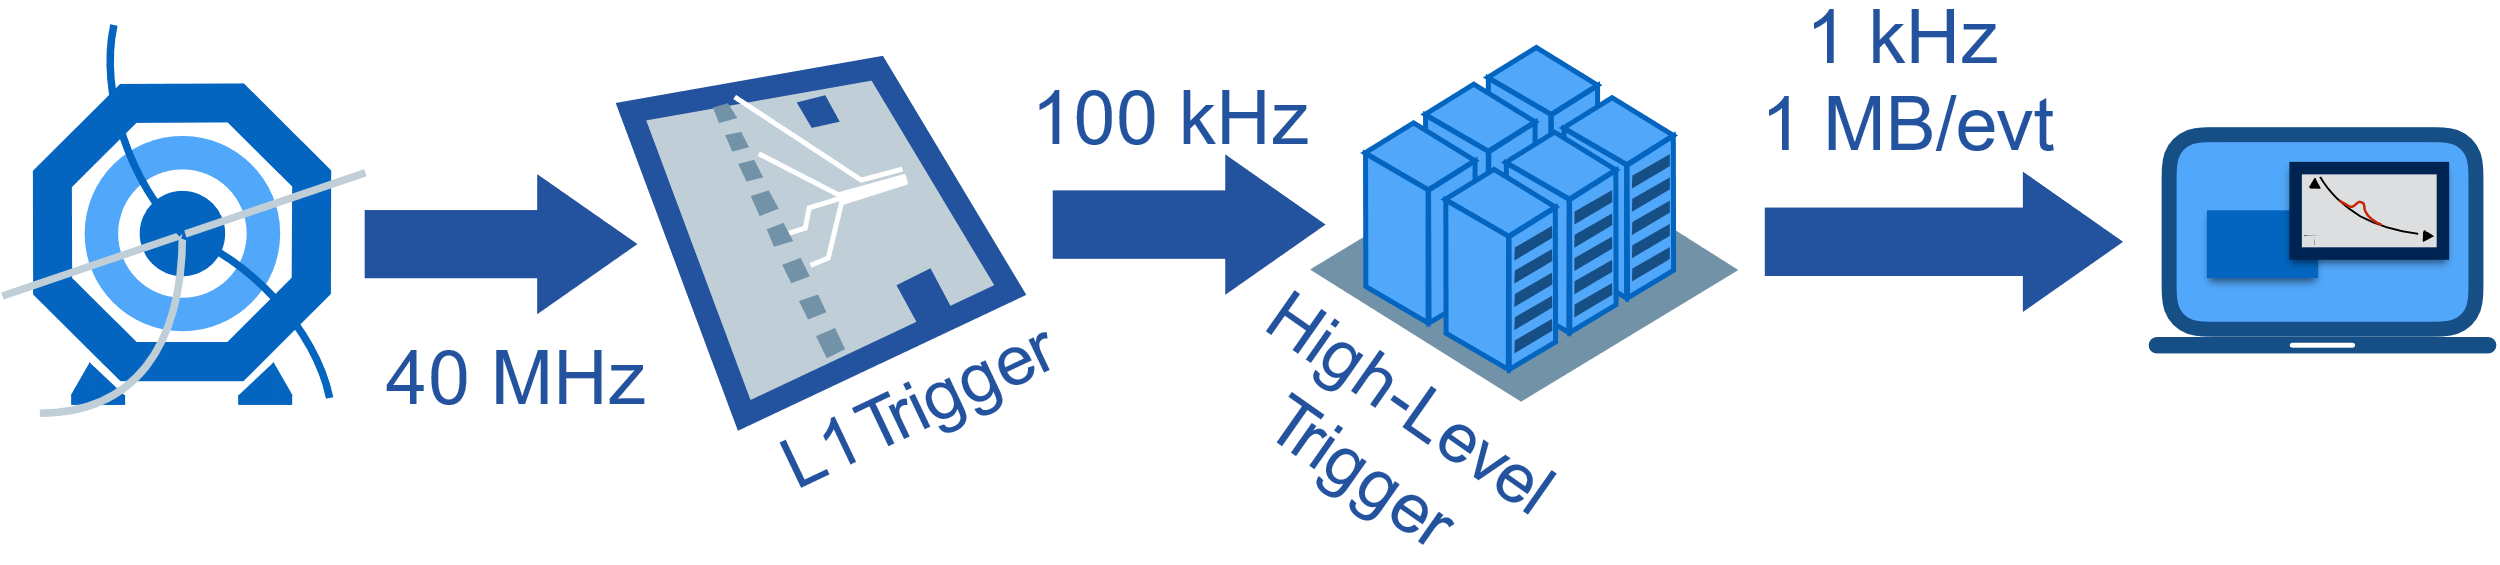 40 MHz
L1 Trigger
100 kHz
High-Level
Trigger
1 kHz
1 MB/evt